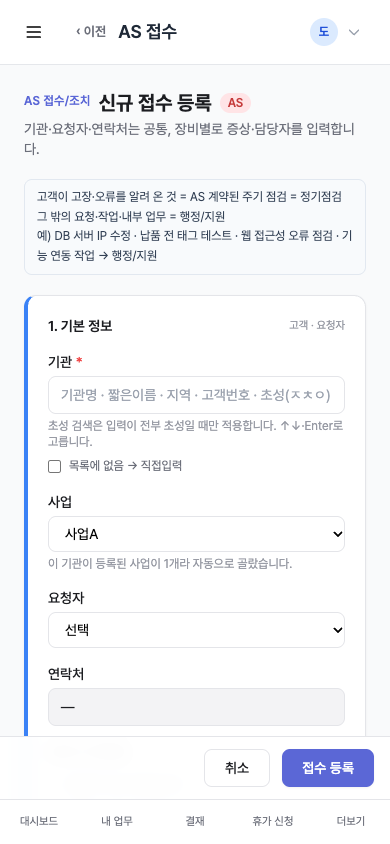 ‹ 이전 AS 접수 도
AS 접수/조치 신규 접수 등록 AS
기관·요청자·연락처는 공통, 장비별로 증상·담당자를 입력합니
다.
고객이 고장·오류를 알려 온 것 = AS 계약된 주기 점검 = 정기점검
그 밖의 요청·작업·내부 업무 = 행정/지원
예) DB 서버 IP 수정 · 납품 전 태그 테스트 · 웹 접근성 오류 점검 · 기
능 연동 작업 → 행정/지원
1. 기본 정보 고객 · 요청자
기관 *
기관명 · 짧은이름 · 지역 · 고객번호 · 초성(ㅈㅊㅇ)
초성 검색은 입력이 전부 초성일 때만 적용합니다. ↑↓·Enter로
고릅니다.
목록에 없음 → 직접입력
사업
사업A
이 기관이 등록된 사업이 1개라 자동으로 골랐습니다.
요청자
선택
연락처
—
취소 접수 등록
대시보드 내 업무 결재 휴가 신청 더보기